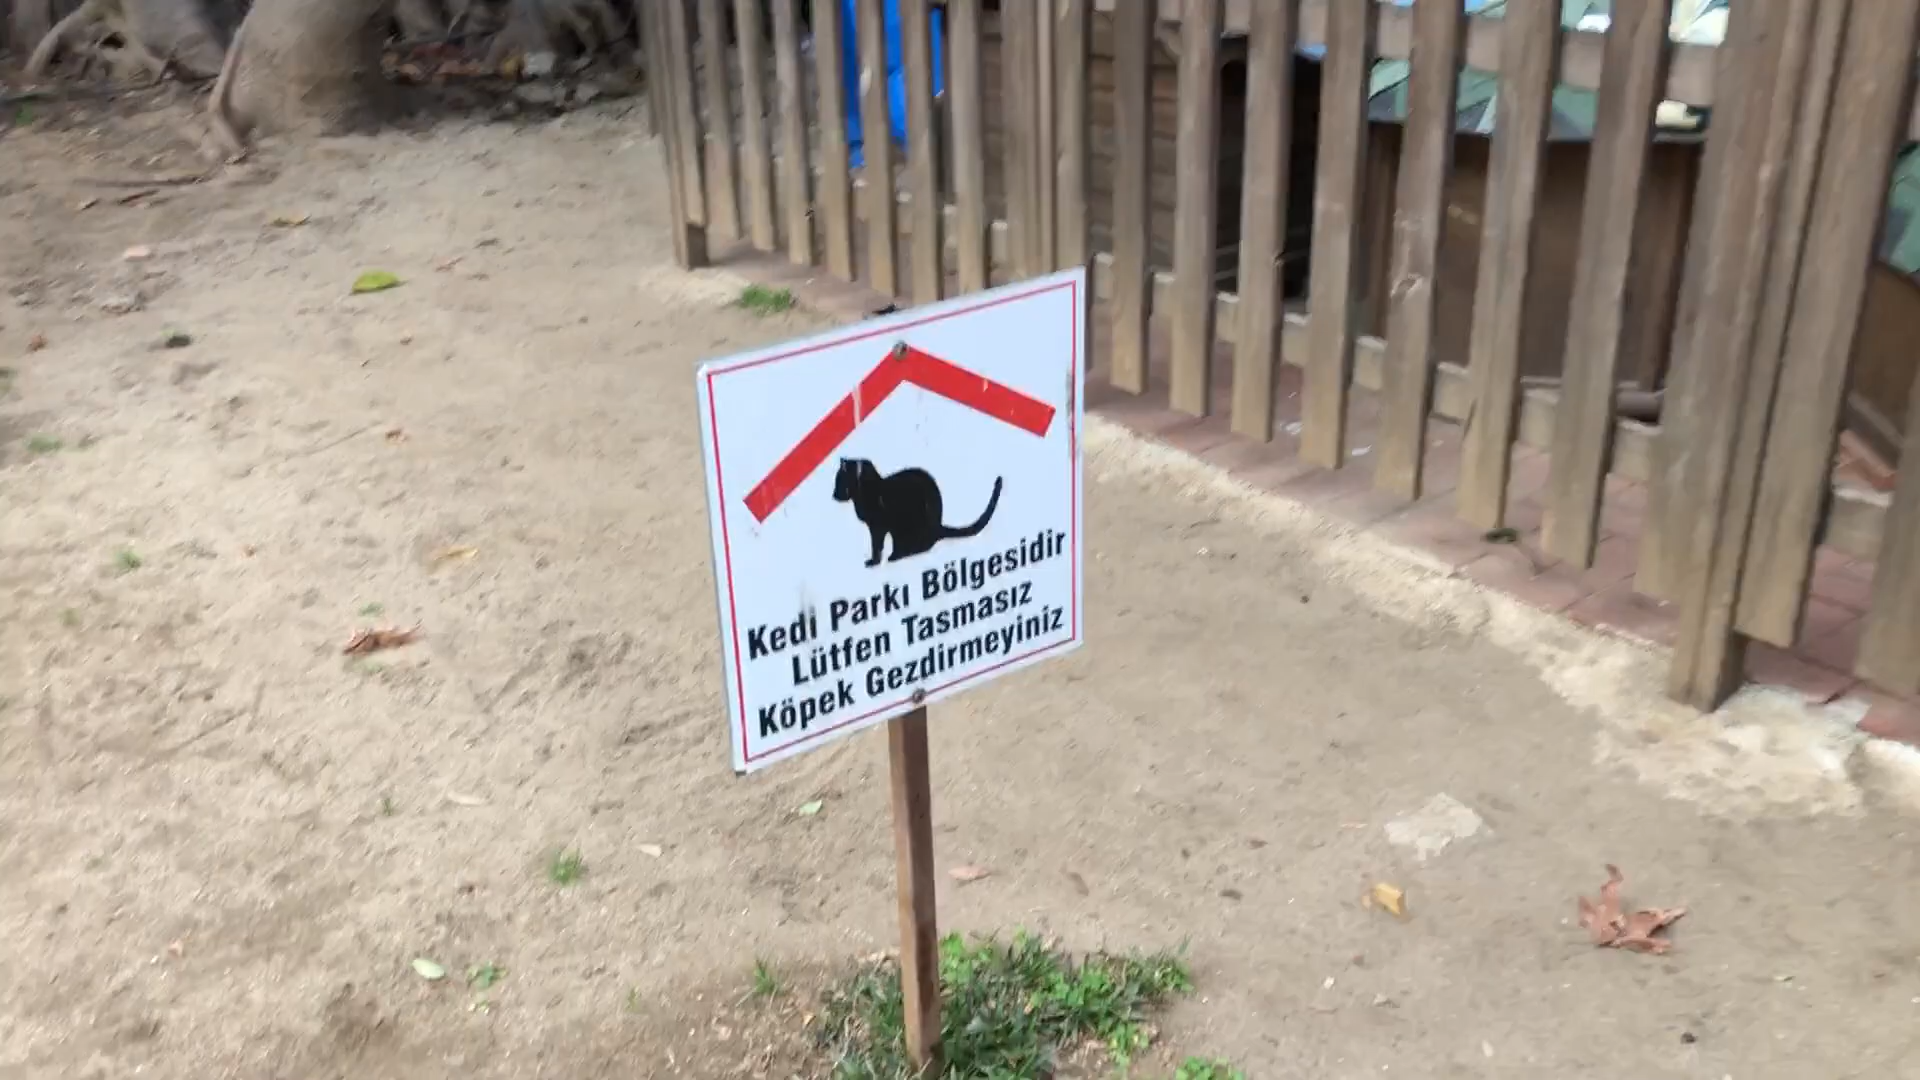 Kedi Parkı Bölgesidir
Lütfen Tasmasız
Köpek Gezdirmeyiniz